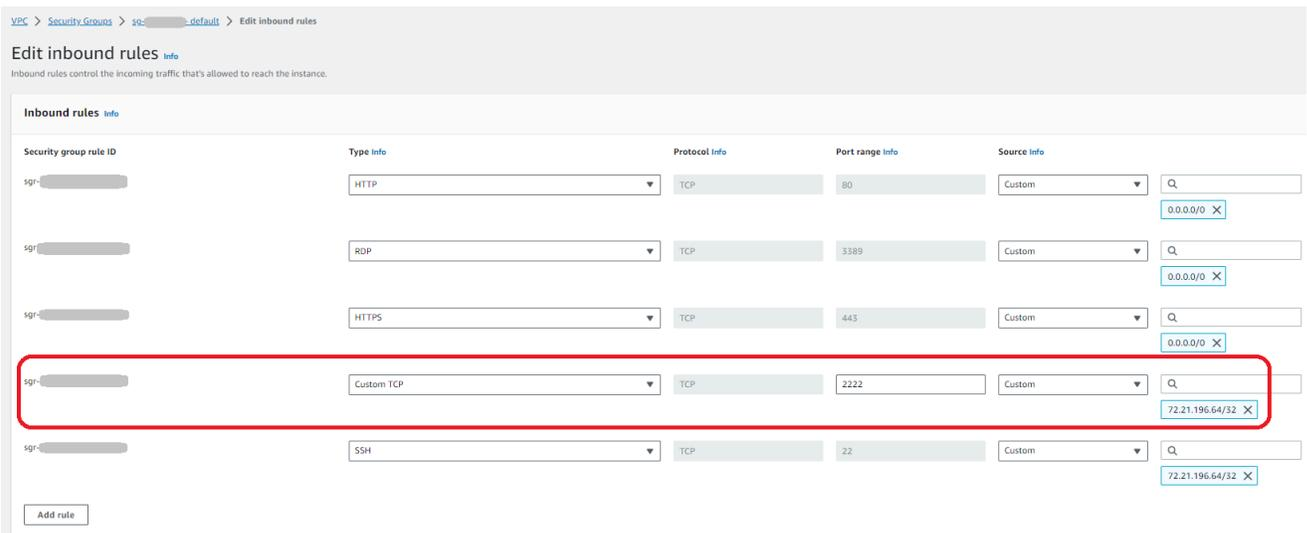 VPC > Security Groups > sg- - default > Edit inbound rules
Edit inbound rules Info
Inbound rules control the incoming traffic that's allowed to reach the instance.
Inbound rules Info
Security group rule ID Type Info Protocol Info Port range Info Source Info
sgr- HTTP TCP 80 Custom
0.0.0.0/0
sgr RDP TCP 3389 Custom
0.0.0.0/0
sgr- HTTPS TCP 443 Custom
0.0.0.0/0
sgr- Custom TCP TCP 2222 Custom
72.21.196.64/32
sgr- SSH TCP 22 Custom
72.21.196.64/32
Add rule